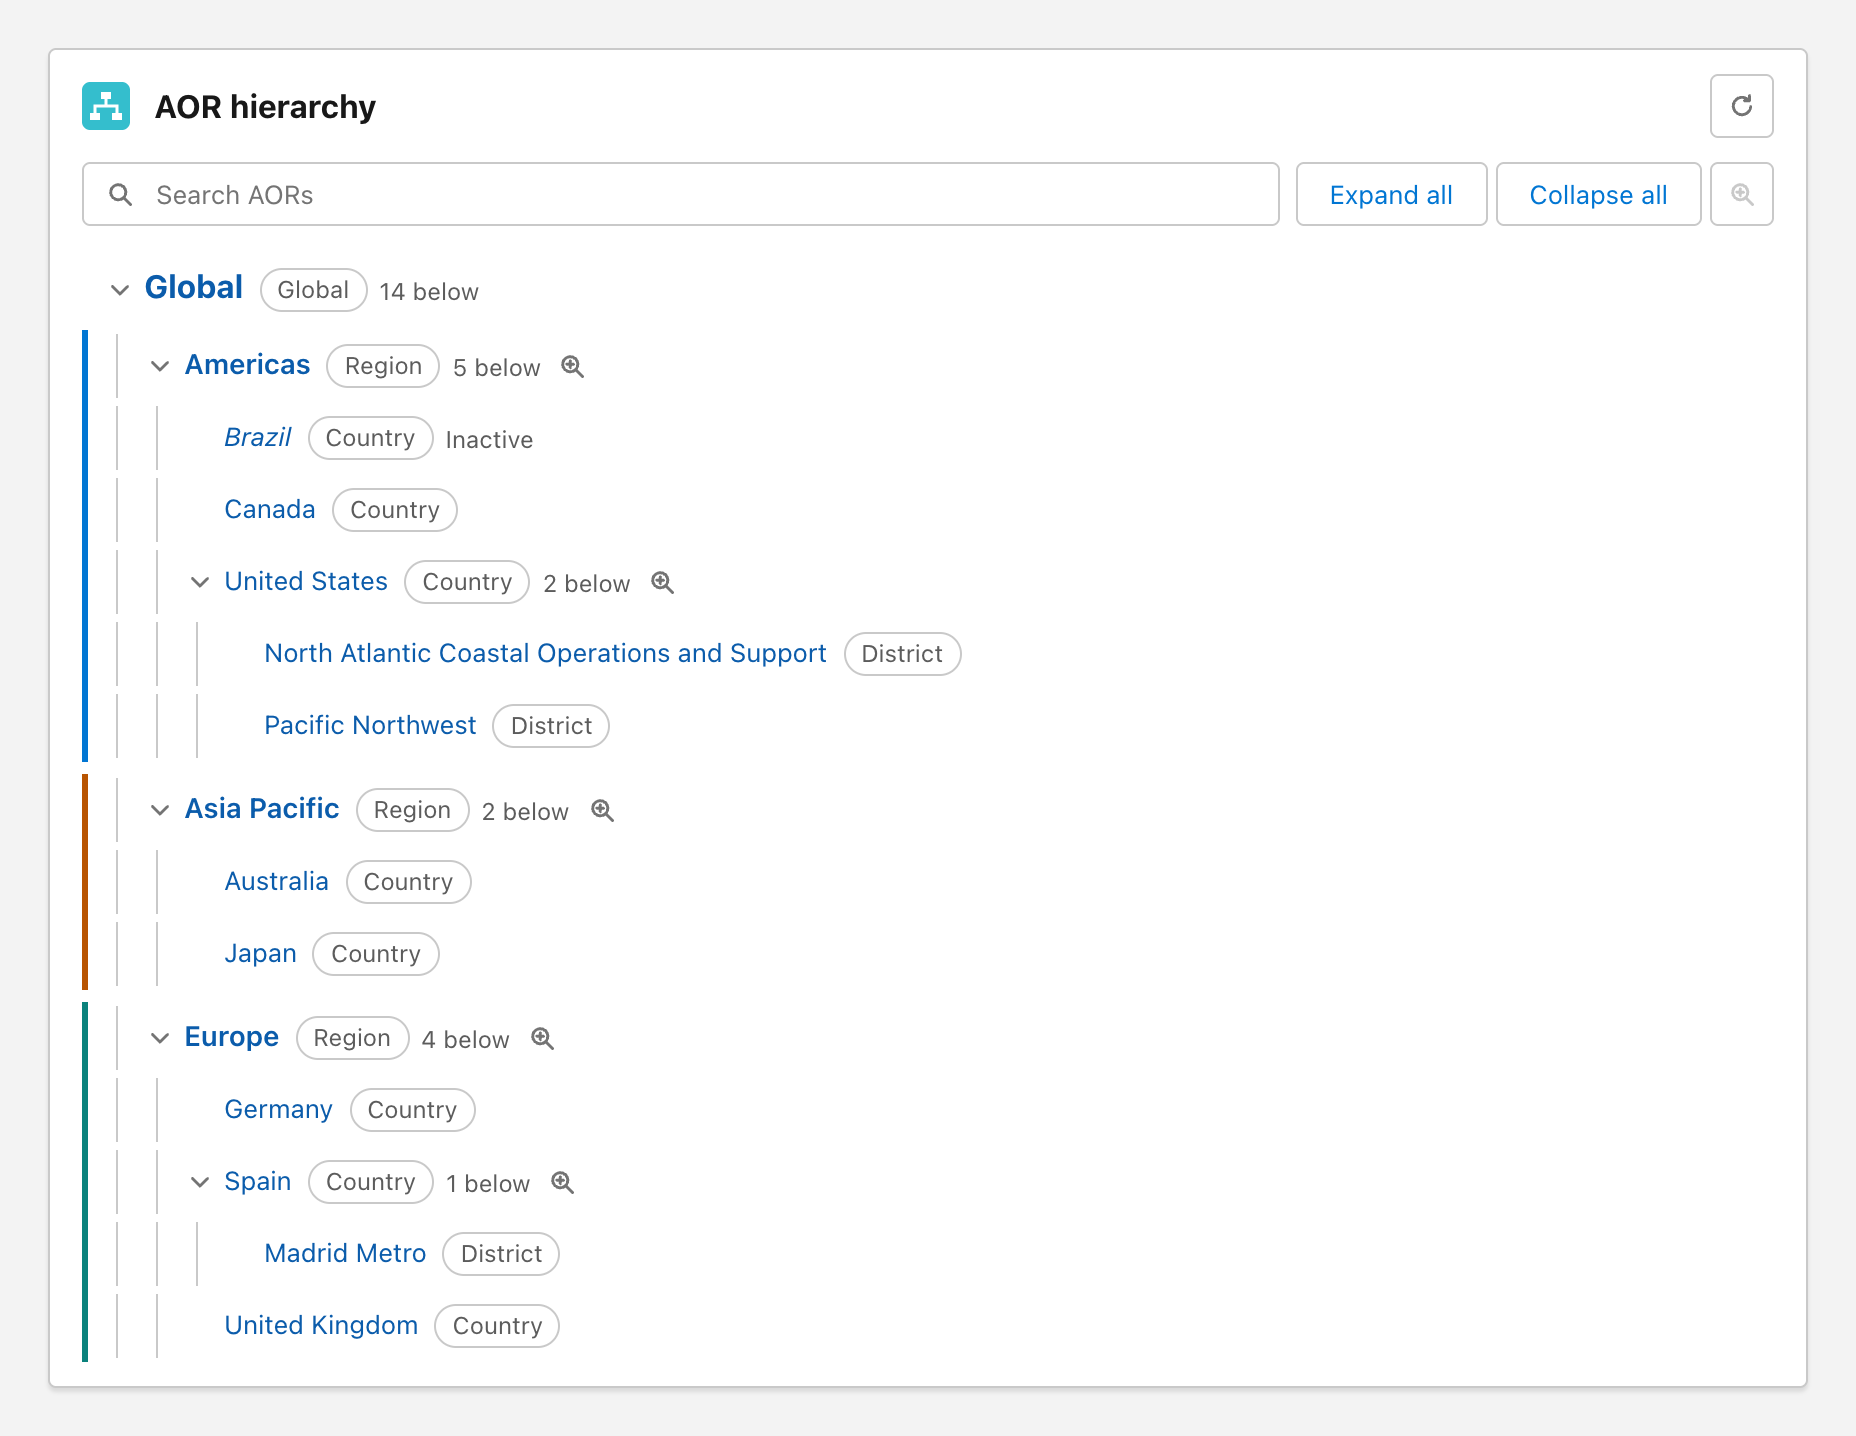 AOR hierarchy
Search AORs Expand all Collapse all
Global Global 14 below
Americas Region 5 below
Brazil Country Inactive
Canada Country
United States Country 2 below
North Atlantic Coastal Operations and Support District
Pacific Northwest District
Asia Pacific Region 2 below
Australia Country
Japan Country
Europe Region 4 below
Germany Country
Spain Country 1 below
Madrid Metro District
United Kingdom Country